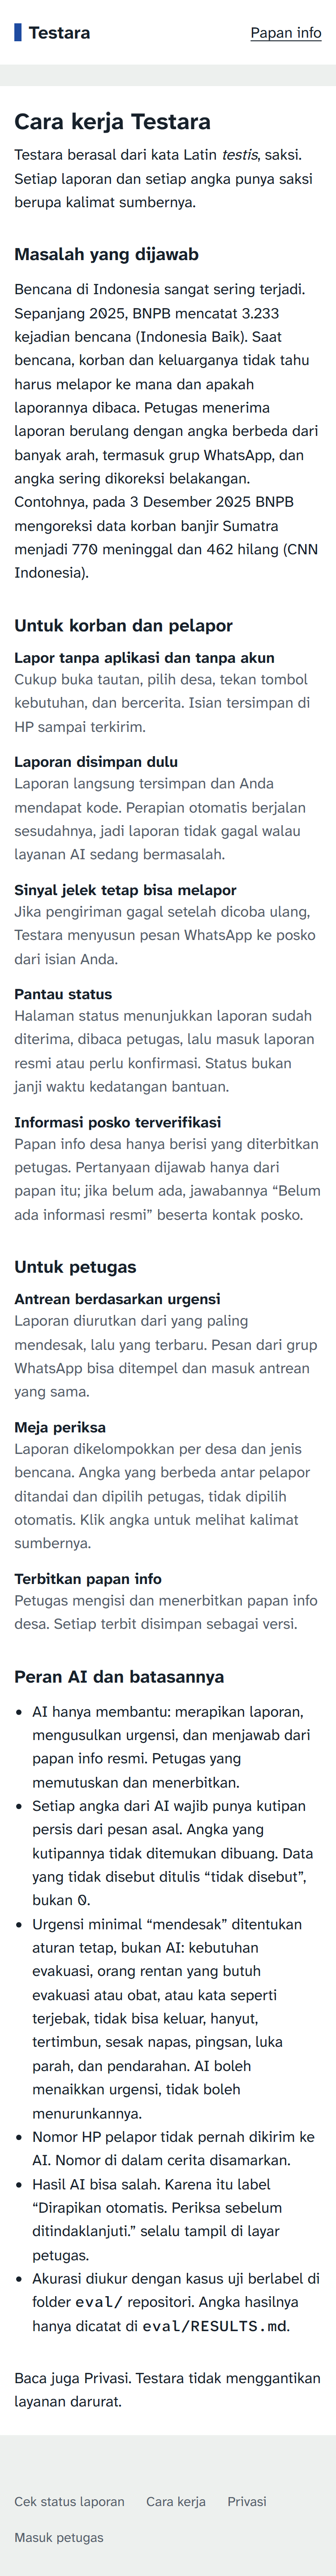 Testara
Papan info
Cara kerja Testara
Testara berasal dari kata Latin testis, saksi.
Setiap laporan dan setiap angka punya saksi
berupa kalimat sumbernya.
Masalah yang dijawab
Bencana di Indonesia sangat sering terjadi.
Sepanjang 2025, BNPB mencatat 3.233
kejadian bencana (Indonesia Baik). Saat
bencana, korban dan keluarganya tidak tahu
harus melapor ke mana dan apakah
laporannya dibaca. Petugas menerima
laporan berulang dengan angka berbeda dari
banyak arah, termasuk grup WhatsApp, dan
angka sering dikoreksi belakangan.
Contohnya, pada 3 Desember 2025 BNPB
mengoreksi data korban banjir Sumatra
menjadi 770 meninggal dan 462 hilang (CNN
Indonesia).
Untuk korban dan pelapor
Lapor tanpa aplikasi dan tanpa akun
Cukup buka tautan, pilih desa, tekan tombol
kebutuhan, dan bercerita. Isian tersimpan di
HP sampai terkirim.
Laporan disimpan dulu
Laporan langsung tersimpan dan Anda
mendapat kode. Perapian otomatis berjalan
sesudahnya, jadi laporan tidak gagal walau
layanan AI sedang bermasalah.
Sinyal jelek tetap bisa melapor
Jika pengiriman gagal setelah dicoba ulang,
Testara menyusun pesan WhatsApp ke posko
dari isian Anda.
Pantau status
Halaman status menunjukkan laporan sudah
diterima, dibaca petugas, lalu masuk laporan
resmi atau perlu konfirmasi. Status bukan
janji waktu kedatangan bantuan.
Informasi posko terverifikasi
Papan info desa hanya berisi yang diterbitkan
petugas. Pertanyaan dijawab hanya dari
papan itu; jika belum ada, jawabannya “Belum
ada informasi resmi” beserta kontak posko.
Untuk petugas
Antrean berdasarkan urgensi
Laporan diurutkan dari yang paling
mendesak, lalu yang terbaru. Pesan dari grup
WhatsApp bisa ditempel dan masuk antrean
yang sama.
Meja periksa
Laporan dikelompokkan per desa dan jenis
bencana. Angka yang berbeda antar pelapor
ditandai dan dipilih petugas, tidak dipilih
otomatis. Klik angka untuk melihat kalimat
sumbernya.
Terbitkan papan info
Petugas mengisi dan menerbitkan papan info
desa. Setiap terbit disimpan sebagai versi.
Peran AI dan batasannya
• AI hanya membantu: merapikan laporan,
mengusulkan urgensi, dan menjawab dari
papan info resmi. Petugas yang
memutuskan dan menerbitkan.
• Setiap angka dari AI wajib punya kutipan
persis dari pesan asal. Angka yang
kutipannya tidak ditemukan dibuang. Data
yang tidak disebut ditulis “tidak disebut”,
bukan 0.
• Urgensi minimal “mendesak” ditentukan
aturan tetap, bukan AI: kebutuhan
evakuasi, orang rentan yang butuh
evakuasi atau obat, atau kata seperti
terjebak, tidak bisa keluar, hanyut,
tertimbun, sesak napas, pingsan, luka
parah, dan pendarahan. AI boleh
menaikkan urgensi, tidak boleh
menurunkannya.
• Nomor HP pelapor tidak pernah dikirim ke
AI. Nomor di dalam cerita disamarkan.
• Hasil AI bisa salah. Karena itu label
“Dirapikan otomatis. Periksa sebelum
ditindaklanjuti.” selalu tampil di layar
petugas.
• Akurasi diukur dengan kasus uji berlabel di
folder eval/ repositori. Angka hasilnya
hanya dicatat di eval/RESULTS.md.
Baca juga Privasi. Testara tidak menggantikan
layanan darurat.
Cek status laporan
Cara kerja
Privasi
Masuk petugas